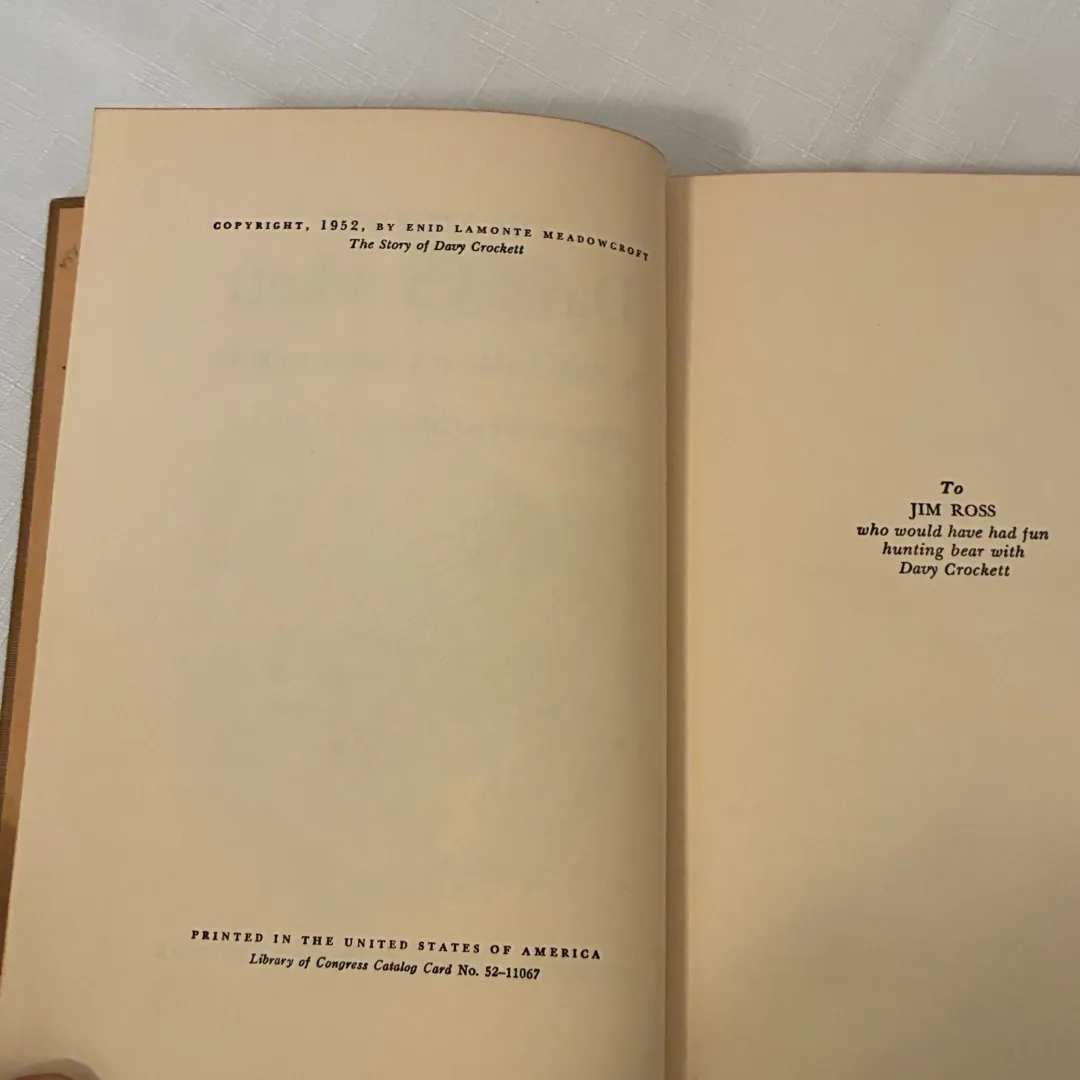 COPYRIGHT, 1952, BY ENID LAMONTE MEADOWCROFT
The Story of Davy Crockett
PRINTED IN THE UNITED STATES OF AMERICA
Library of Congress Catalog Card No. 52–11067
To
JIM ROSS
who would have had fun
hunting bear with
Davy Crockett